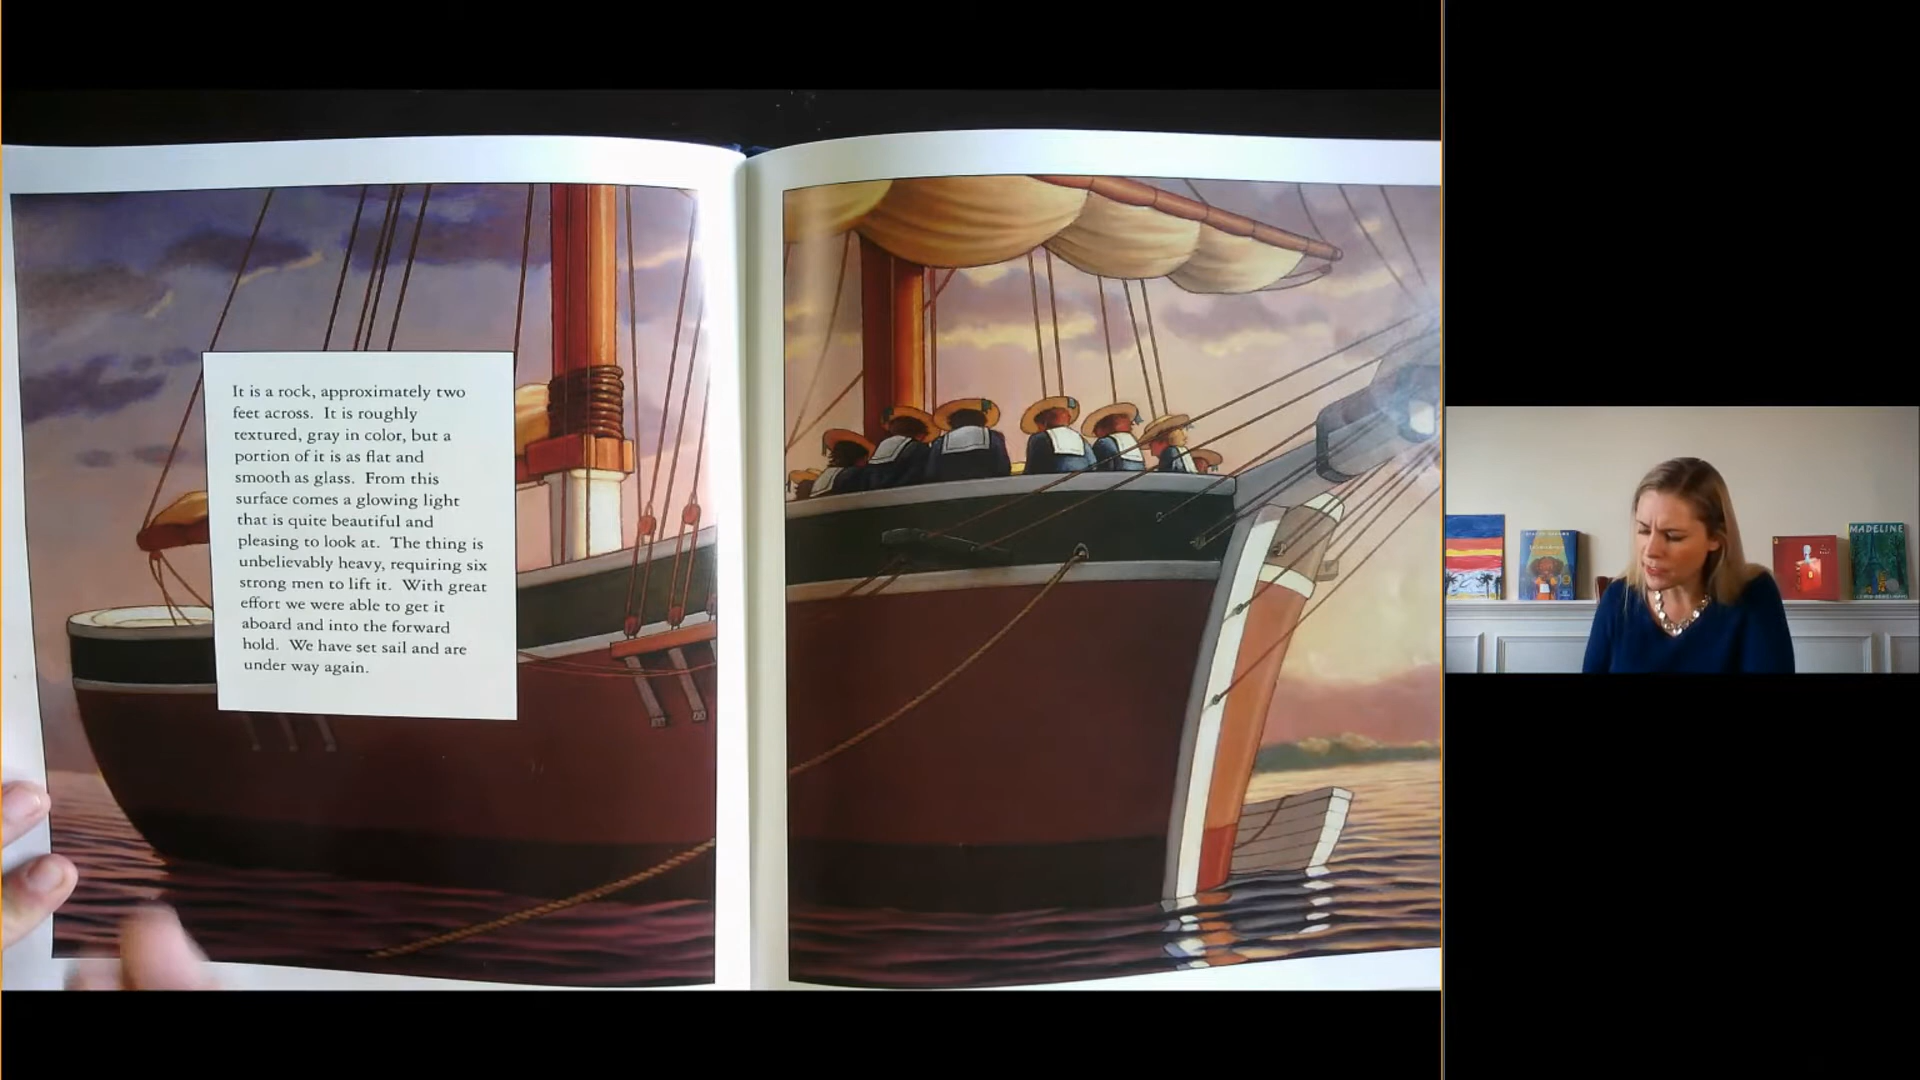 It is a rock, approximately two
feet across. It is roughly
textured, gray in color, but a
portion of it is as flat and
smooth as glass. From this
surface comes a glowing light
that is quite beautiful and
pleasing to look at. The thing is
unbelievably heavy, requiring six
strong men to lift it. With great
effort we were able to get it
aboard and into the forward
hold. We have set sail and are
under way again.
MADELINE